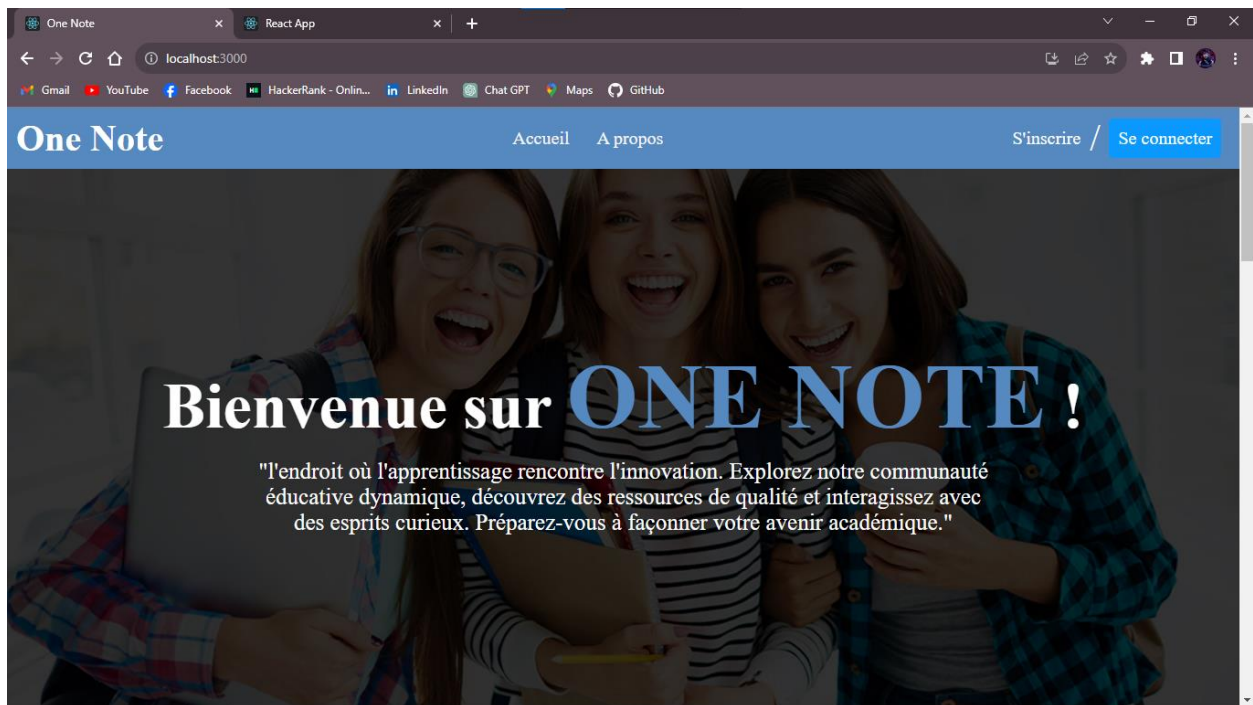 One Note
React App
localhost:3000
Gmail YouTube Facebook HackerRank - Onlin... LinkedIn Chat GPT Maps GitHub
One Note Accueil A propos S'inscrire / Se connecter
Bienvenue sur ONE NOTE !
"l'endroit où l'apprentissage rencontre l'innovation. Explorez notre communauté
éducative dynamique, découvrez des ressources de qualité et interagissez avec
des esprits curieux. Préparez-vous à façonner votre avenir académique."